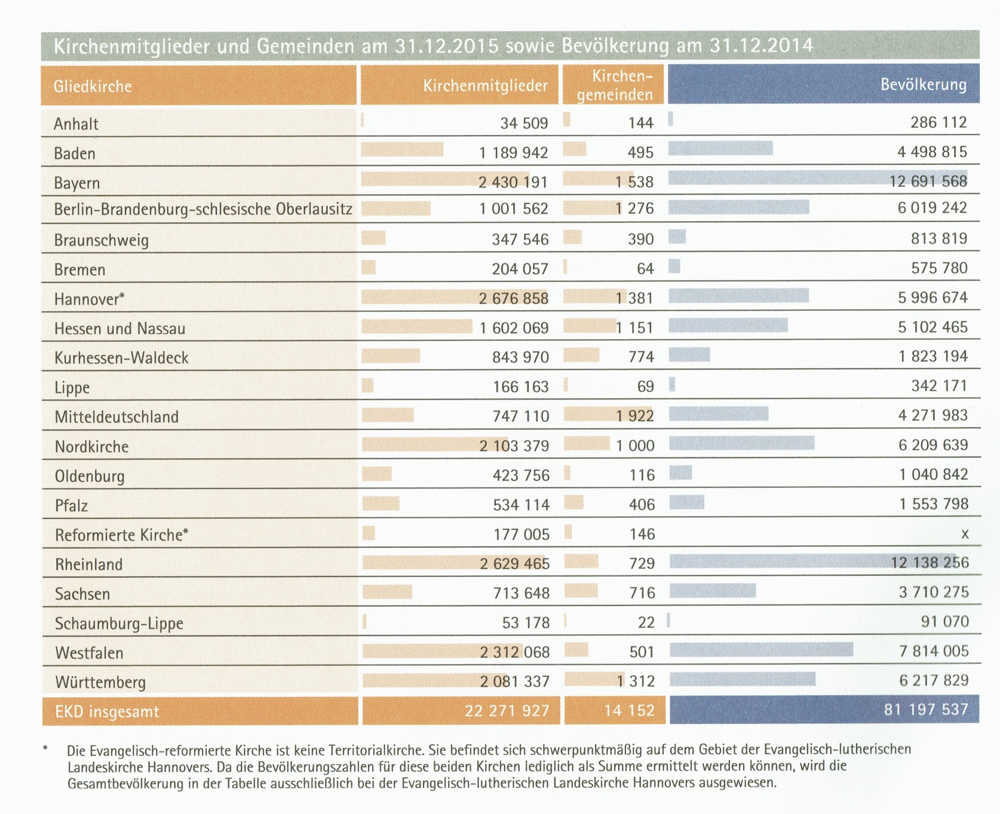 Kirchenmitglieder und Gemeinden am 31.12.2015 sowie Bevölkerung am 31.12.2014
Gliedkirche Kirchenmitglieder Kirchen-
gemeinden Bevölkerung
Anhalt 34 509 144 286 112
Baden 1 189 942 495 4 498 815
Bayern 2 430 191 1 538 12 691 568
Berlin-Brandenburg-schlesische Oberlausitz 1 001 562 1 276 6 019 242
Braunschweig 347 546 390 813 819
Bremen 204 057 64 575 780
Hannover* 2 676 858 1 381 5 996 674
Hessen und Nassau 1 602 069 1 151 5 102 465
Kurhessen-Waldeck 843 970 774 1 823 194
Lippe 166 163 69 342 171
Mitteldeutschland 747 110 1 922 4 271 983
Nordkirche 2 103 379 1 000 6 209 639
Oldenburg 423 756 116 1 040 842
Pfalz 534 114 406 1 553 798
Reformierte Kirche* 177 005 146 x
Rheinland 2 629 465 729 12 138 256
Sachsen 713 648 716 3 710 275
Schaumburg-Lippe 53 178 22 91 070
Westfalen 2 312 068 501 7 814 005
Württemberg 2 081 337 1 312 6 217 829
EKD insgesamt 22 271 927 14 152 81 197 537
* Die Evangelisch-reformierte Kirche ist keine Territorialkirche. Sie befindet sich schwerpunktmäßig auf dem Gebiet der Evangelisch-lutherischen
Landeskirche Hannovers. Da die Bevölkerungszahlen für diese beiden Kirchen lediglich als Summe ermittelt werden können, wird die
Gesamtbevölkerung in der Tabelle ausschließlich bei der Evangelisch-lutherischen Landeskirche Hannovers ausgewiesen.